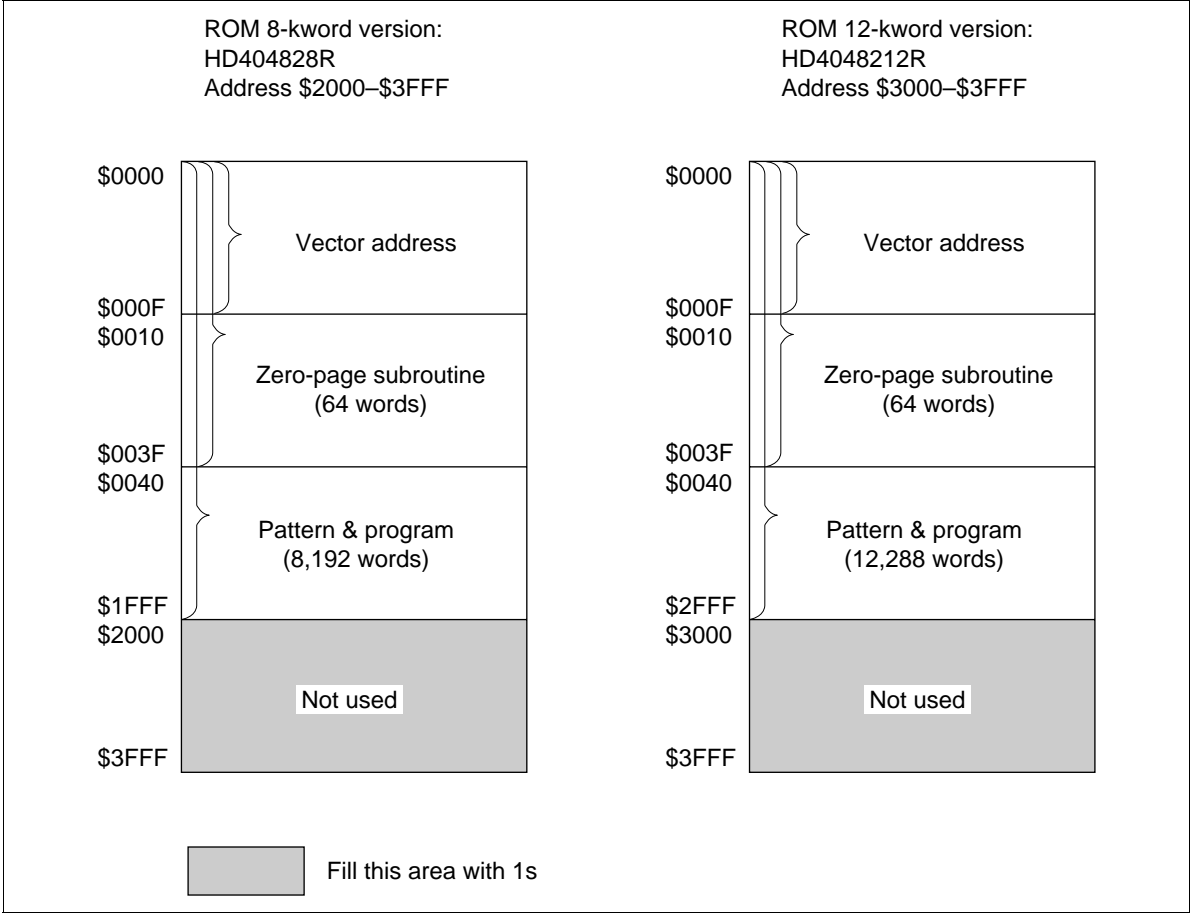 ROM 8-kword version:
HD404828R
Address $2000–$3FFF
$0000
Vector address
$000F
$0010
Zero-page subroutine
(64 words)
$003F
$0040
Pattern & program
(8,192 words)
$1FFF
$2000
Not used
$3FFF
ROM 12-kword version:
HD4048212R
Address $3000–$3FFF
$0000
Vector address
$000F
$0010
Zero-page subroutine
(64 words)
$003F
$0040
Pattern & program
(12,288 words)
$2FFF
$3000
Not used
$3FFF
Fill this area with 1s